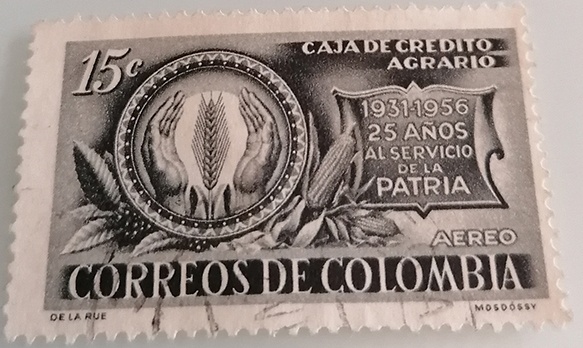 15c
CAJA DE CREDITO
AGRARIO
1931-1956
25 AÑOS
AL SERVICIO
DE LA
PATRIA
AEREO
CORREOS DE COLOMBIA
DE LA RUE
MOSDÓSSY